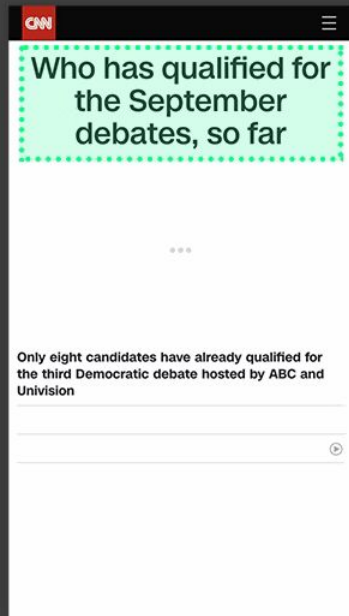 CNN
Who has qualified for
the September
debates, so far
Only eight candidates have already qualified for
the third Democratic debate hosted by ABC and
Univision